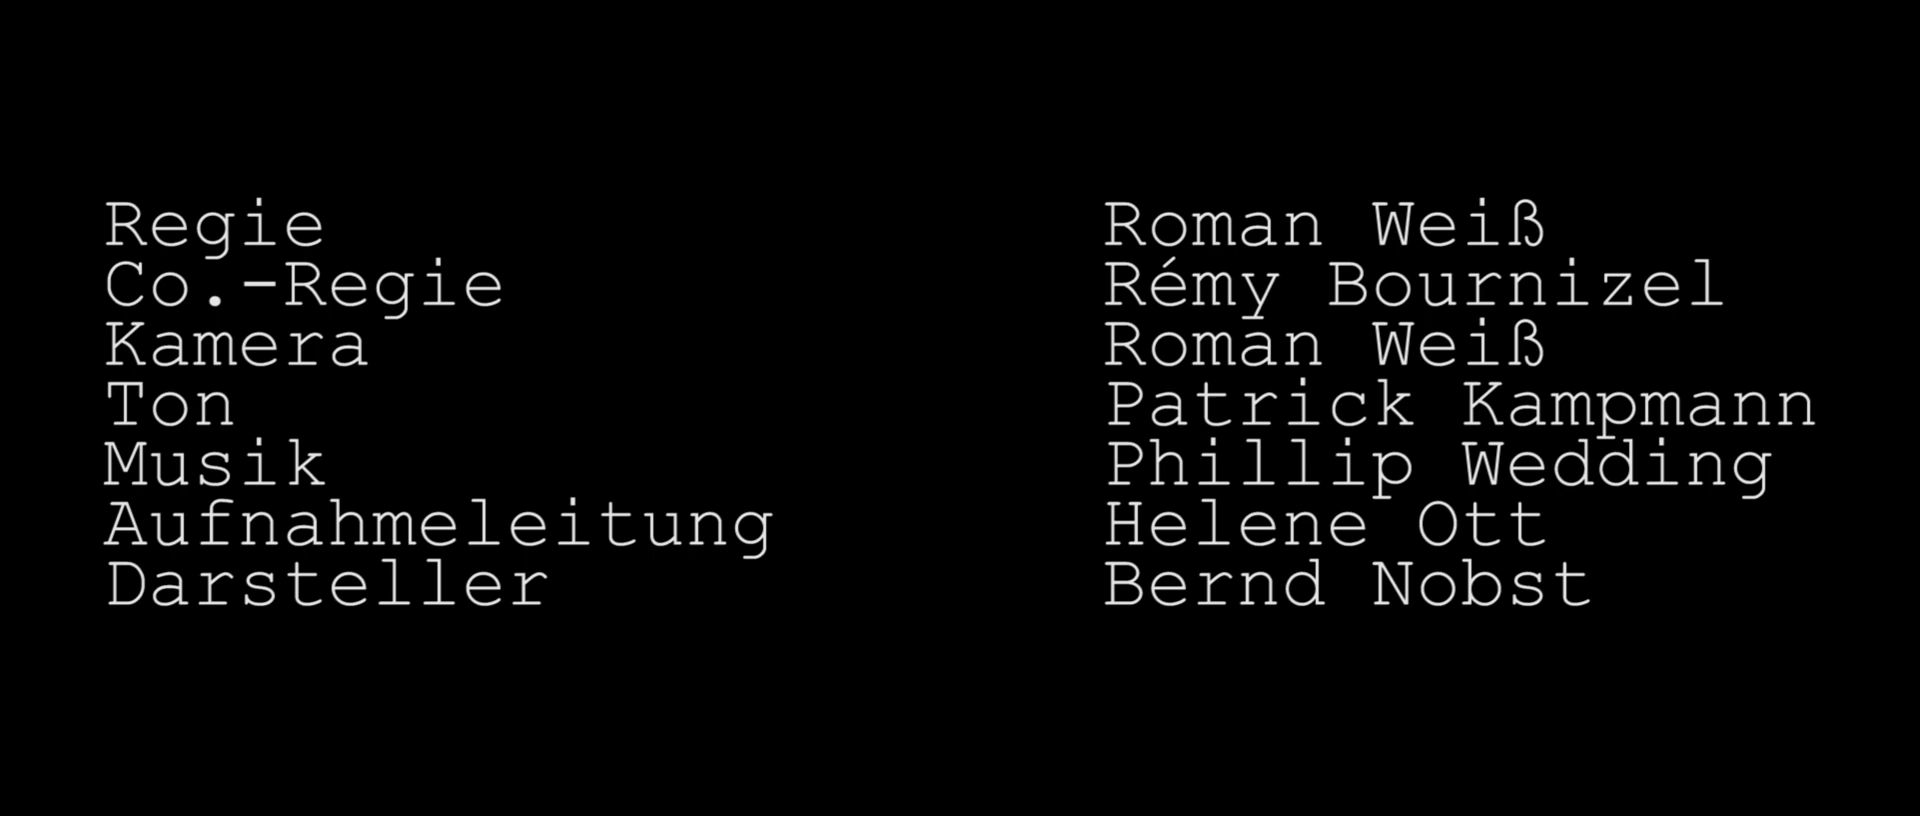 Regie Roman Weiß
Co.-Regie Rémy Bournizel
Kamera Roman Weiß
Ton Patrick Kampmann
Musik Phillip Wedding
Aufnahmeleitung Helene Ott
Darsteller Bernd Nobst